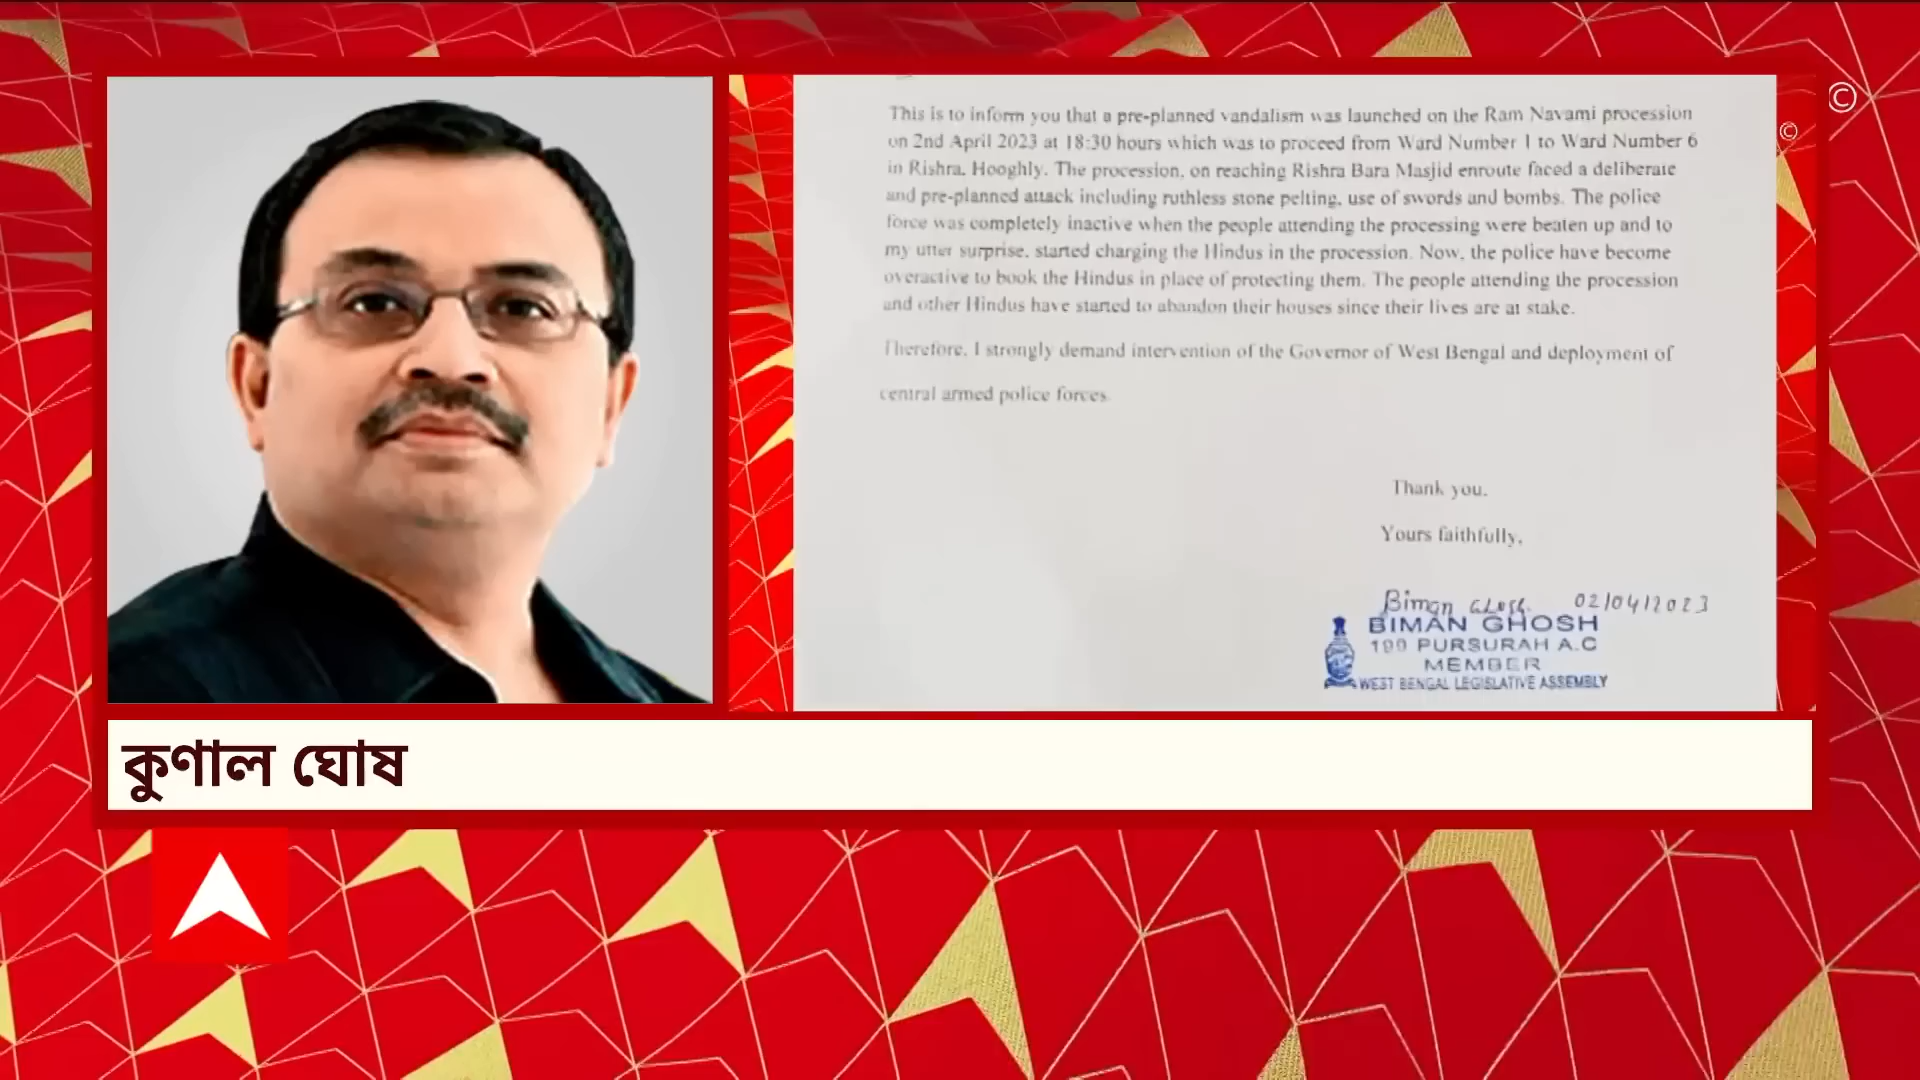 This is to inform you that a pre-planned vandalism was launched on the Ram Navami procession
on 2nd April 2023 at 18:30 hours which was to proceed from Ward Number 1 to Ward Number 6
in Rishra, Hooghly. The procession, on reaching Rishra Bara Masjid enroute faced a deliberate
and pre-planned attack including ruthless stone pelting, use of swords and bombs. The police
force was completely inactive when the people attending the processing were beaten up and to
my utter surprise, started charging the Hindus in the procession. Now, the police have become
overactive to book the Hindus in place of protecting them. The people attending the procession
and other Hindus have started to abandon their houses since their lives are at stake.
Therefore, I strongly demand intervention of the Governor of West Bengal and deployment of
central armed police forces.
Thank you.
Yours faithfully,
Biman Ghosh. 02/04/2023
BIMAN GHOSH
199 PURSURAH A.C
MEMBER
WEST BENGAL LEGISLATIVE ASSEMBLY
©
©
কুণাল ঘোষ